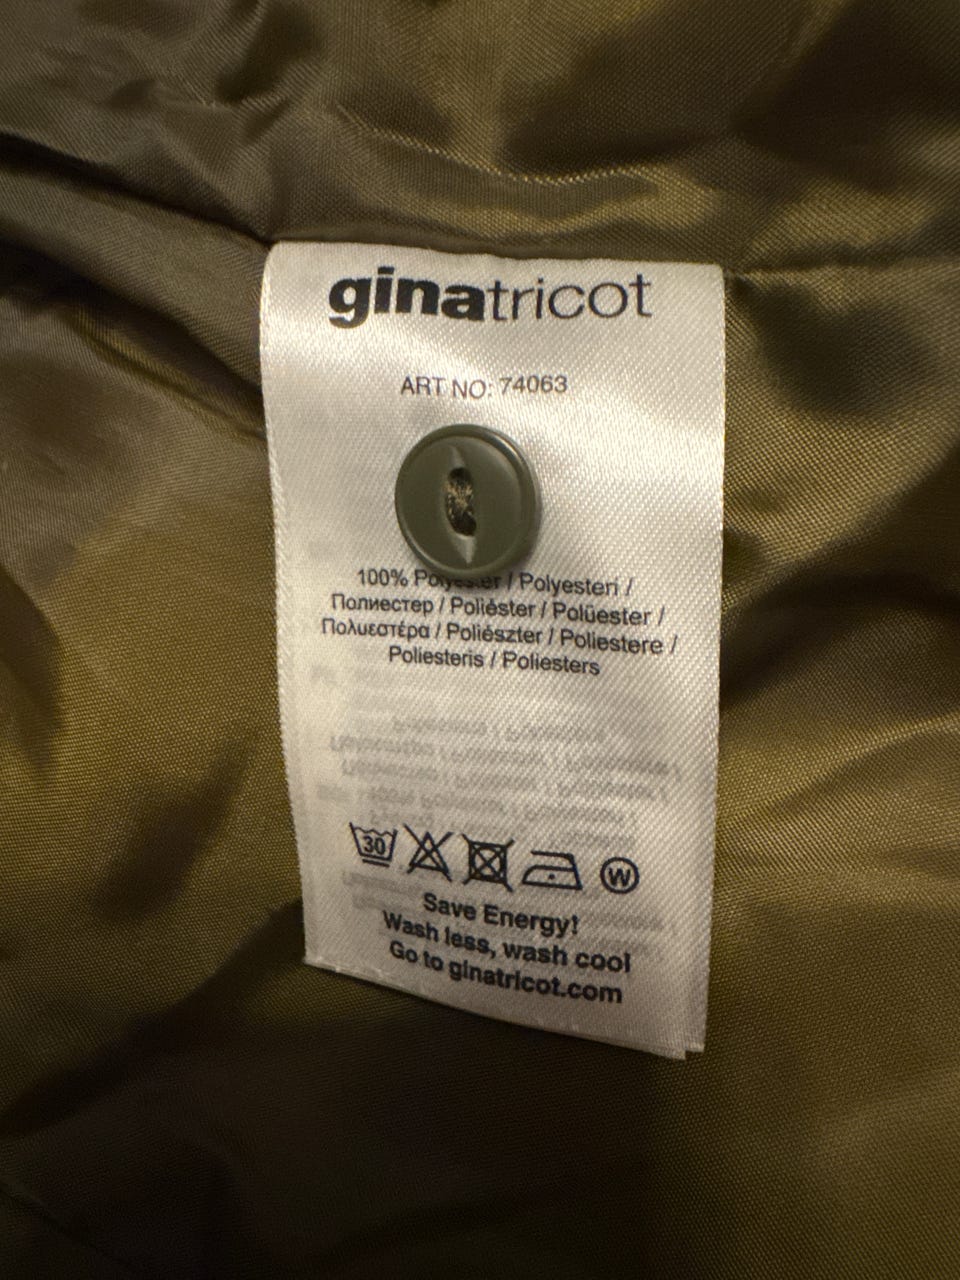 ginatricot
ART NO: 74063
100% Polyester / Polyesteri /
Полиестер / Poliéster / Polüester /
Πολυεστέρα / Poliészter / Poliestere /
Poliesteris / Poliesters
30
W
Save Energy!
Wash less, wash cool
Go to ginatricot.com